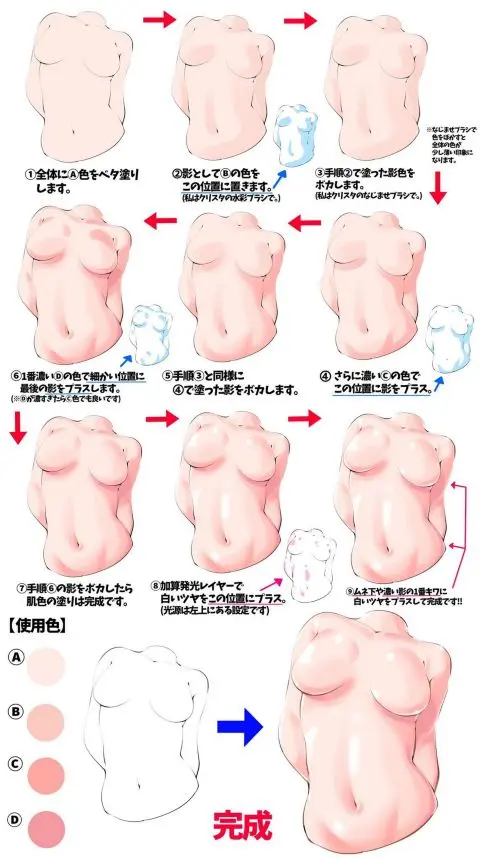 ①全体にⒶ色をベタ塗り
します。
②影としてⒷの色を
この位置に置きます。
(私はクリスタの水彩ブラシで。)
③手順②で塗った影色を
ボカします。
(私はクリスタのなじませブラシで。)
※なじませブラシで
色をぼかすと
全体の色が
少し薄い印象に
なります。
④さらに濃いⒸの色で
この位置に影をプラス。
⑤手順③と同様に
④で塗った影をボカします。
⑥1番濃いⒹの色で細かい位置に
最後の影をプラスします。
(※Ⓓが濃すぎたらⒸ色でも良いです)
⑦手順⑥の影をボカしたら
肌色の塗りは完成です。
⑧加算発光レイヤーで
白いツヤをこの位置にプラス。
(光源は左上にある設定です)
⑨ムネ下や濃い影の1番キワに
白いツヤをプラスして完成です!!
【使用色】
Ⓐ
Ⓑ
Ⓒ
Ⓓ
完成